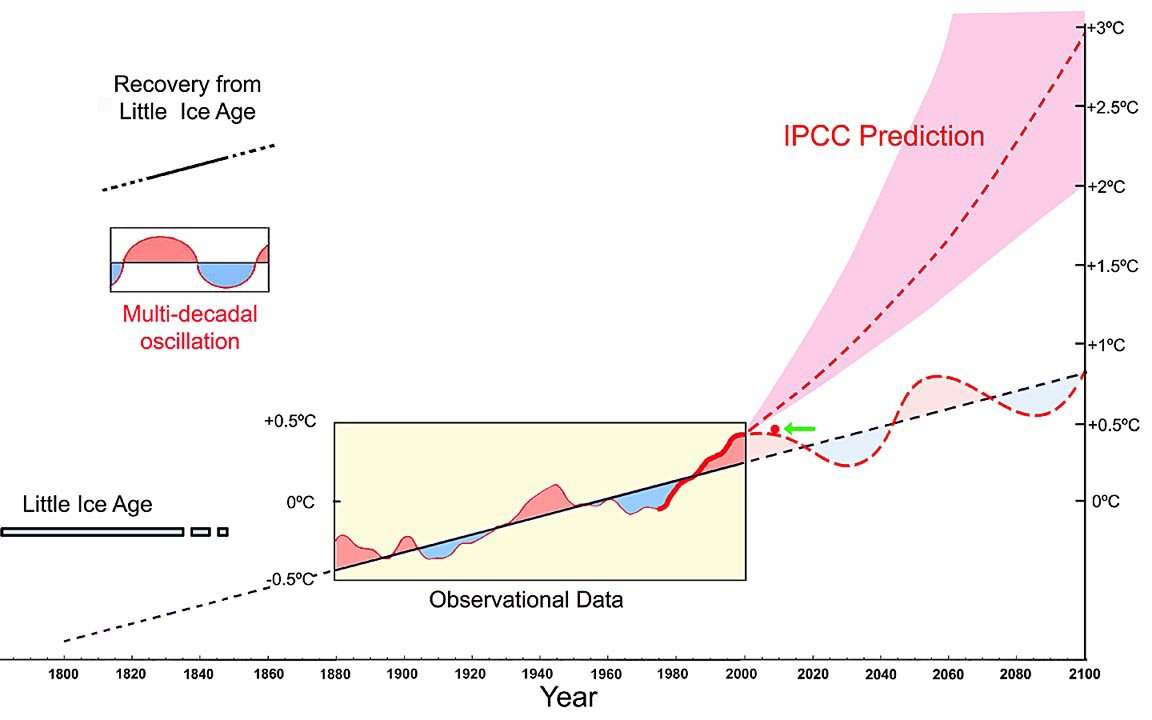 +3ºC
Recovery from
Little Ice Age
+2.5ºC
IPCC Prediction
+2ºC
+1.5ºC
Multi-decadal
oscillation
+1ºC
+0.5ºC
+0.5ºC
Little Ice Age
0ºC
0ºC
-0.5ºC
Observational Data
1800 1820 1840 1860 1880 1900 1920 1940 1960 1980 2000 2020 2040 2060 2080 2100
Year